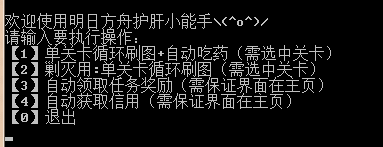 欢迎使用明日方舟护肝小能手\(^o^)/
请输入要执行操作:
【1】单关卡循环刷图+自动吃药（需选中关卡）
【2】剿灭用:单关卡循环刷图（需选中关卡）
【3】自动领取任务奖励（需保证界面在主页）
【4】自动获取信用（需保证界面在主页）
【0】退出